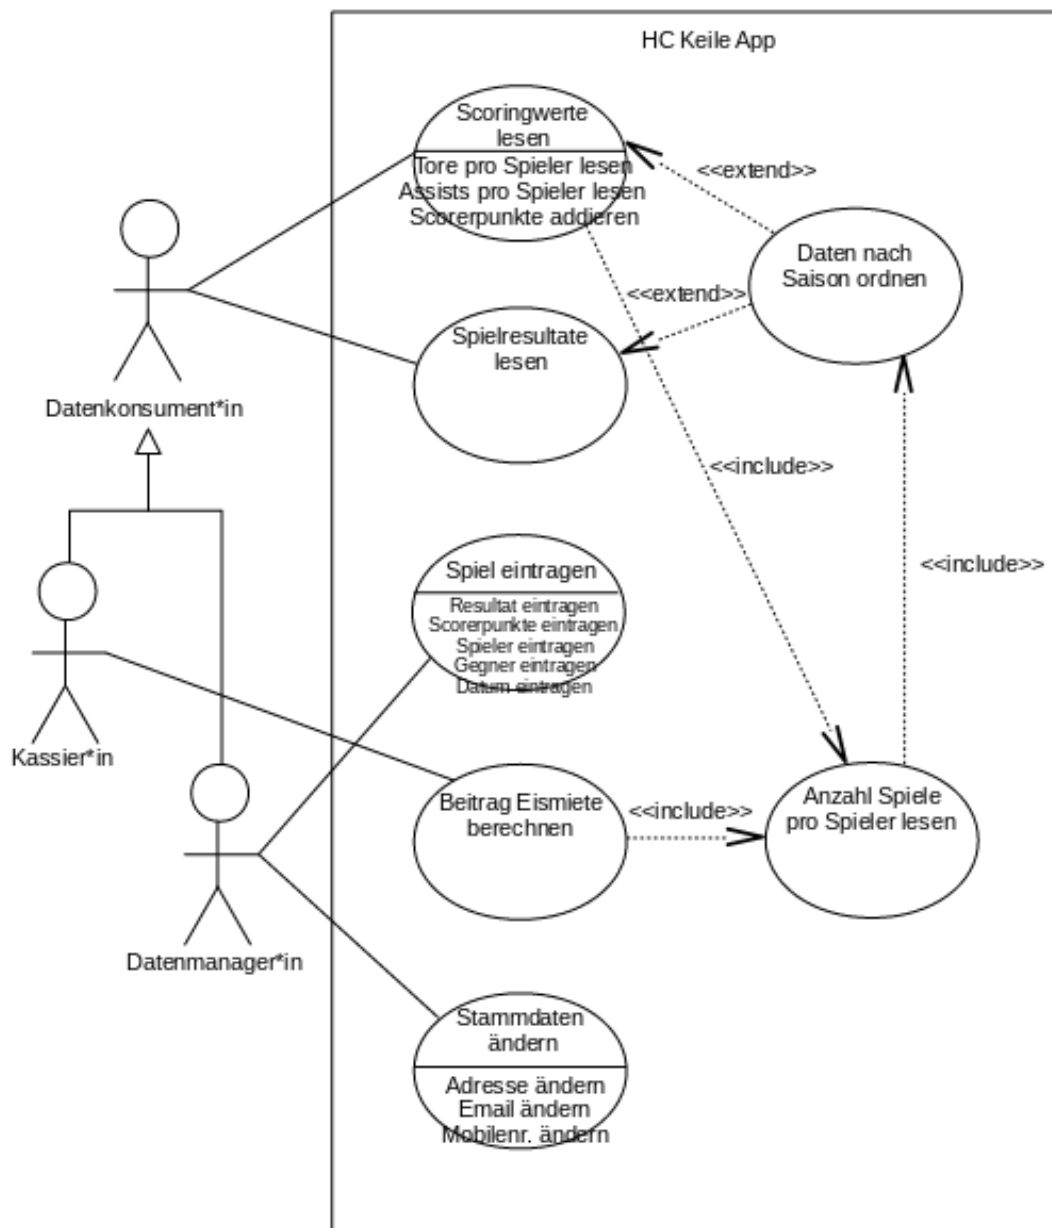 HC Keile App
Scoringwerte
lesen
Tore pro Spieler lesen
Assists pro Spieler lesen
Scorerpunkte addieren
<<extend>>
Daten nach
Saison ordnen
<<extend>>
Spielresultate
lesen
Datenkonsument*in
<<include>>
<<include>>
Spiel eintragen
Resultat eintragen
Scorerpunkte eintragen
Spieler eintragen
Gegner eintragen
Datum eintragen
Kassier*in
Beitrag Eismiete
berechnen
<<include>>
Anzahl Spiele
pro Spieler lesen
Datenmanager*in
Stammdaten
ändern
Adresse ändern
Email ändern
Mobilenr. ändern